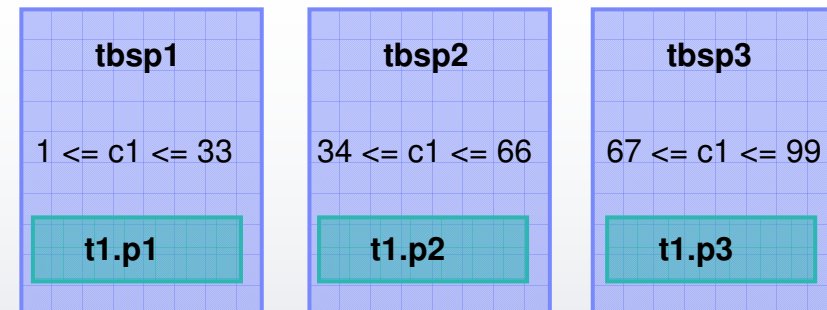 tbsp1
tbsp2
tbsp3
1 <= c1 <= 33
34 <= c1 <= 66
67 <= c1 <= 99
t1.p1
t1.p2
t1.p3